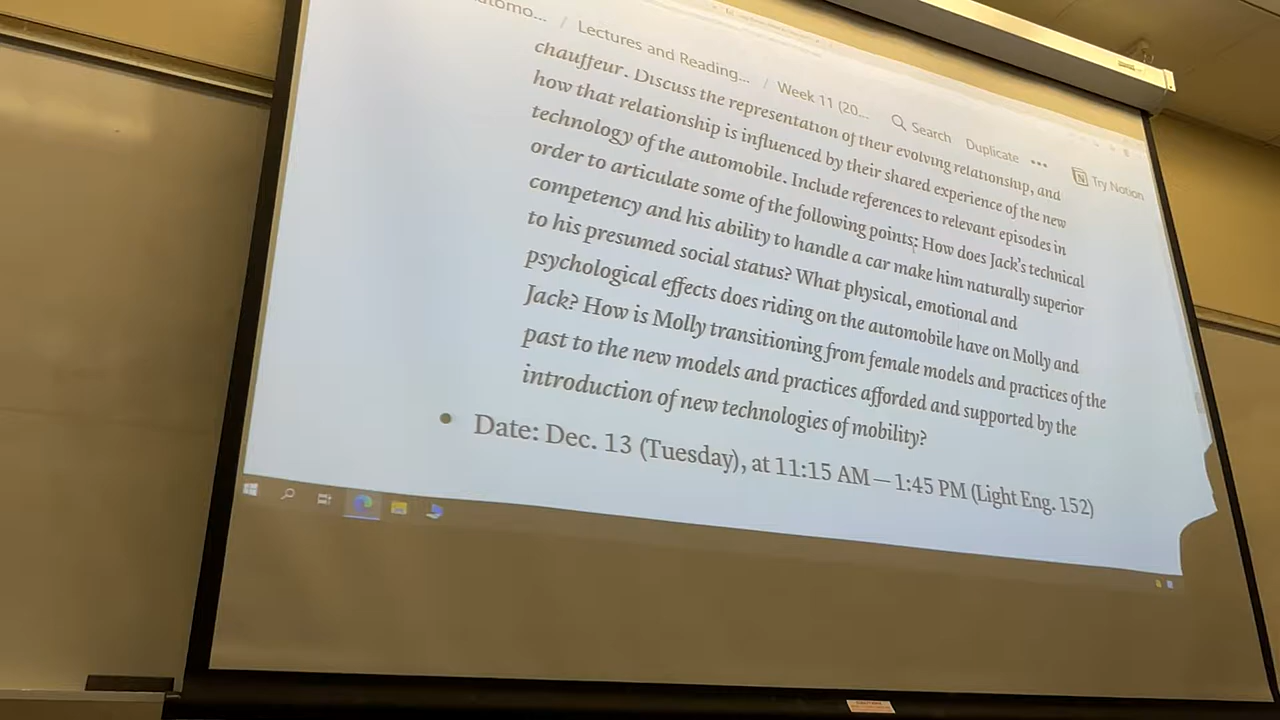 utomo... / Lectures and Reading... / Week 11 (20...
Search Duplicate ••• Try Notion
chauffeur. Discuss the representation of their evolving relationship, and
how that relationship is influenced by their shared experience of the new
technology of the automobile. Include references to relevant episodes in
order to articulate some of the following points: How does Jack's technical
competency and his ability to handle a car make him naturally superior
to his presumed social status? What physical, emotional and
psychological effects does riding on the automobile have on Molly and
Jack? How is Molly transitioning from female models and practices of the
past to the new models and practices afforded and supported by the
introduction of new technologies of mobility?
• Date: Dec. 13 (Tuesday), at 11:15 AM — 1:45 PM (Light Eng. 152)